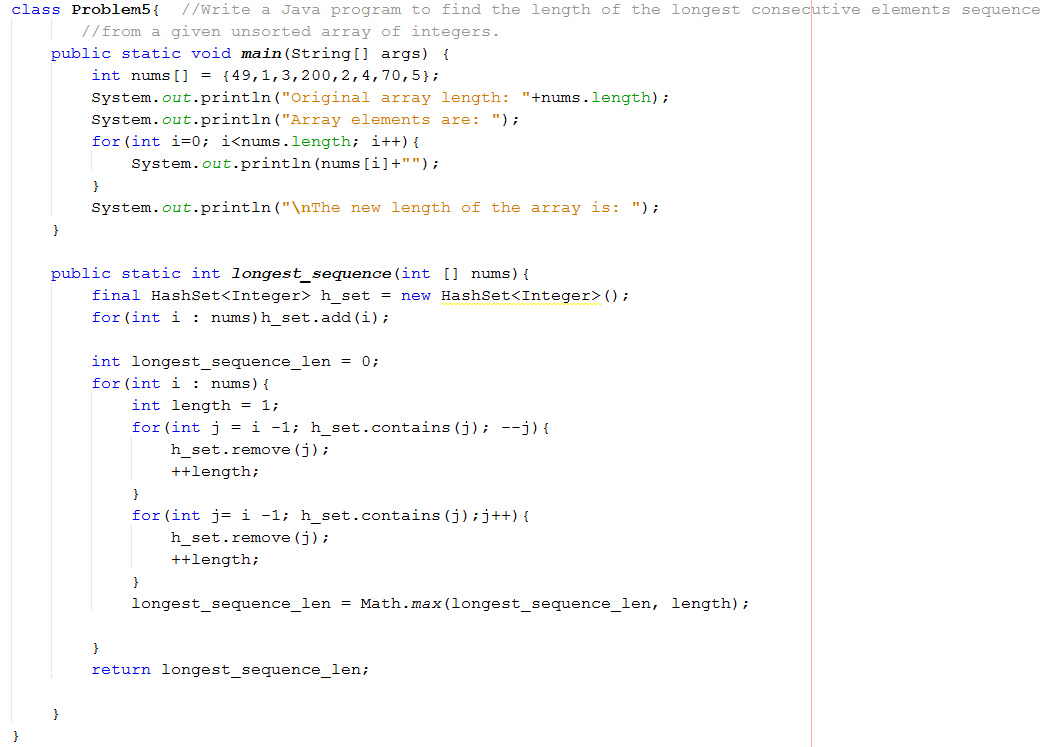 class Problem5{  //Write a Java program to find the length of the longest consecutive elements sequence
       //from a given unsorted array of integers.
    public static void main(String[] args) {
        int nums[] = {49,1,3,200,2,4,70,5};
        System.out.println("Original array length: "+nums.length);
        System.out.println("Array elements are: ");
        for(int i=0; i<nums.length; i++){
            System.out.println(nums[i]+"");
        }
        System.out.println("\nThe new length of the array is: ");
    }

    public static int longest_sequence(int [] nums){
        final HashSet<Integer> h_set = new HashSet<Integer>();
        for(int i : nums)h_set.add(i);

        int longest_sequence_len = 0;
        for(int i : nums){
            int length = 1;
            for(int j = i -1; h_set.contains(j); --j){
                h_set.remove(j);
                ++length;
            }
            for(int j= i -1; h_set.contains(j);j++){
                h_set.remove(j);
                ++length;
            }
            longest_sequence_len = Math.max(longest_sequence_len, length);

        }
        return longest_sequence_len;

    }
}